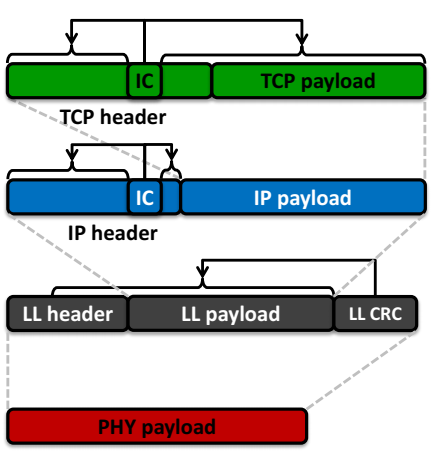 IC TCP payload
TCP header
IC IP payload
IP header
LL header LL payload LL CRC
PHY payload